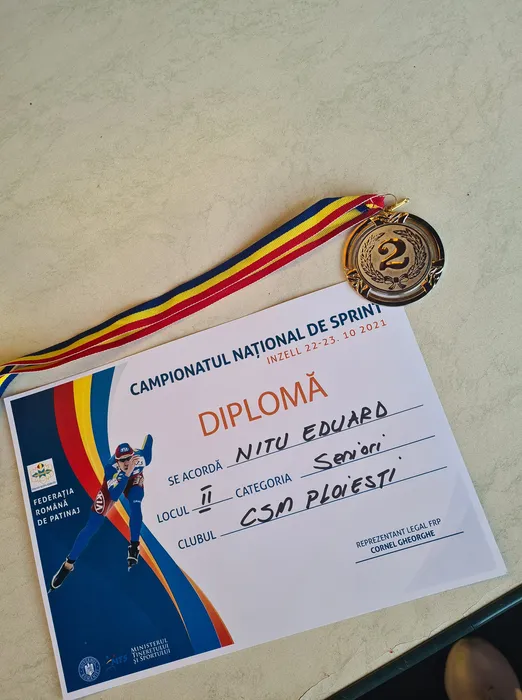 2
CAMPIONATUL NAȚIONAL DE SPRINT
INZELL 22-23. 10 2021
DIPLOMĂ
SE ACORDĂ NITU EDUARD
LOCUL II CATEGORIA Seniori
CLUBUL CSM PLOIEȘTI
FEDERAȚIA
ROMÂNĂ
DE PATINAJ
REPREZENTANT LEGAL FRP
CORNEL GHEORGHE
MINISTERUL
TINERETULUI
ȘI SPORTULUI